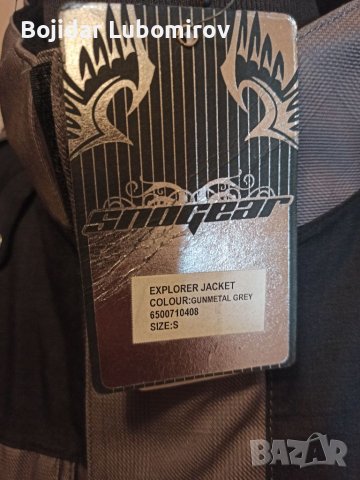 Bojidar Lubomirov
SnoGear
EXPLORER JACKET
COLOUR:GUNMETAL GREY
6500710408
SIZE:S
BAZAR